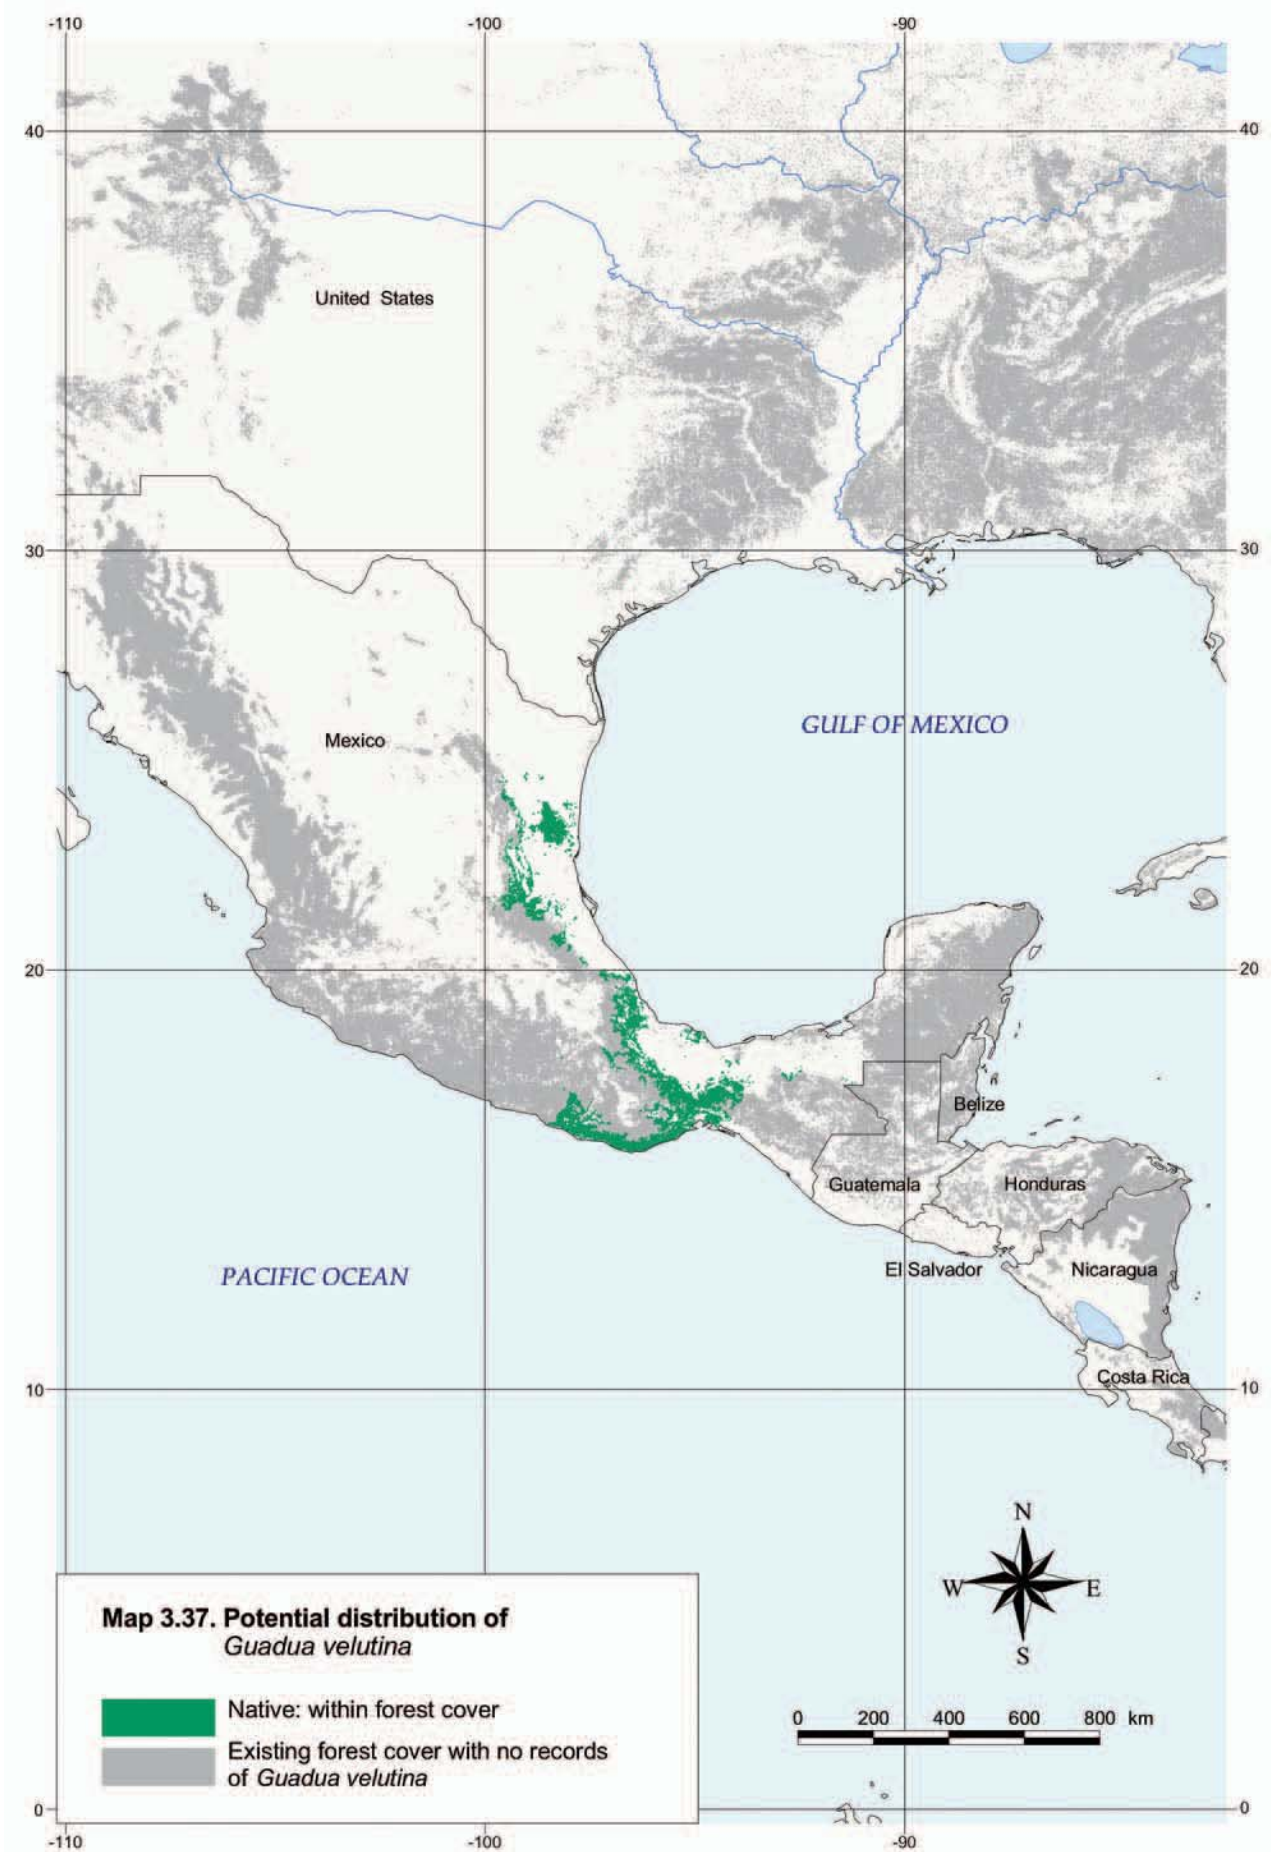 -110 -100 -90
40 40
United States
30 30
GULF OF MEXICO
Mexico
20 20
Belize
Guatemala Honduras
PACIFIC OCEAN
El Salvador Nicaragua
Costa Rica
10 10
N
W E
S
Map 3.37. Potential distribution of
Guadua velutina
Native: within forest cover
Existing forest cover with no records
of Guadua velutina
0 200 400 600 800 km
0 0
-110 -100 -90